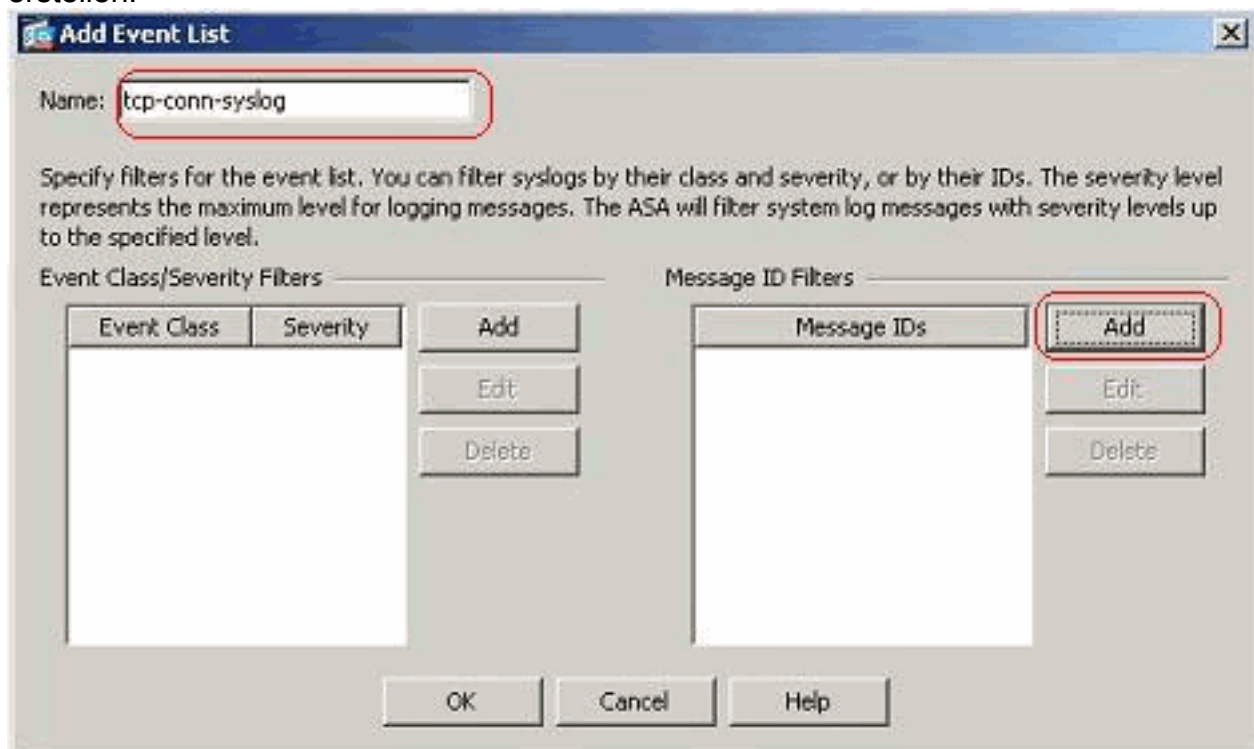 erstellen.
Add Event List
Name: tcp-conn-syslog
Specify filters for the event list. You can filter syslogs by their class and severity, or by their IDs. The severity level
represents the maximum level for logging messages. The ASA will filter system log messages with severity levels up
to the specified level.
Event Class/Severity Filters
Message ID Filters
Event Class Severity Add
Message IDs Add
Edit
Edit
Delete
Delete
OK Cancel Help